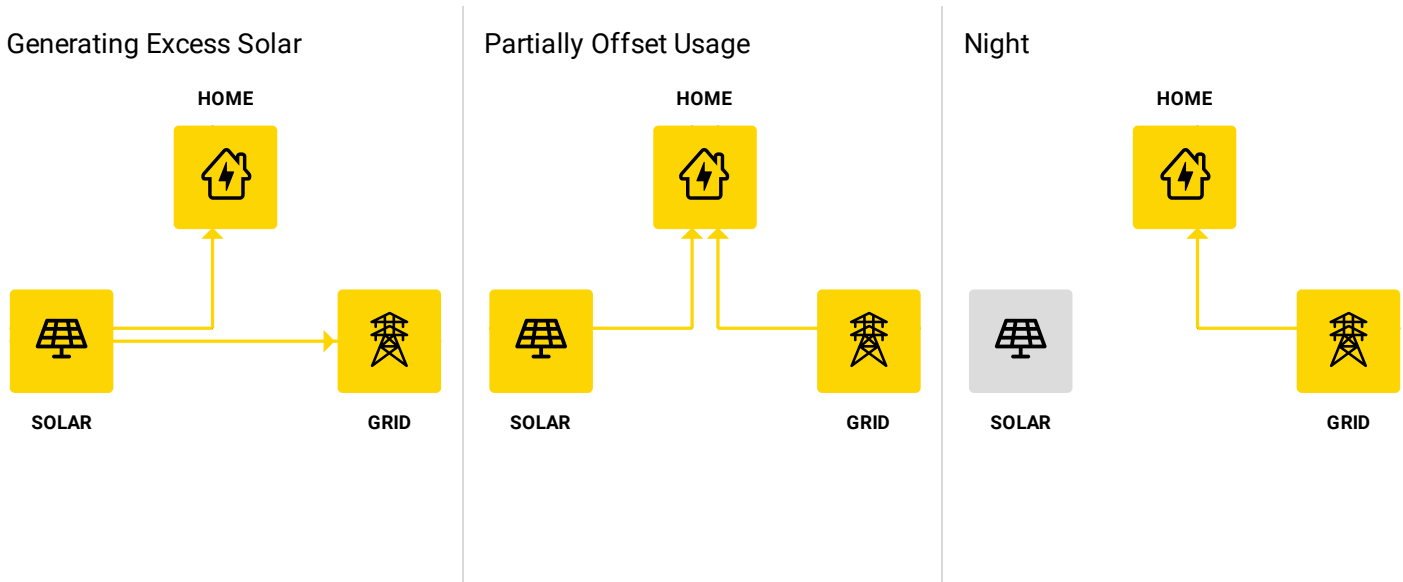 Generating Excess Solar
HOME
SOLAR
GRID
Partially Offset Usage
HOME
SOLAR
GRID
Night
HOME
SOLAR
GRID